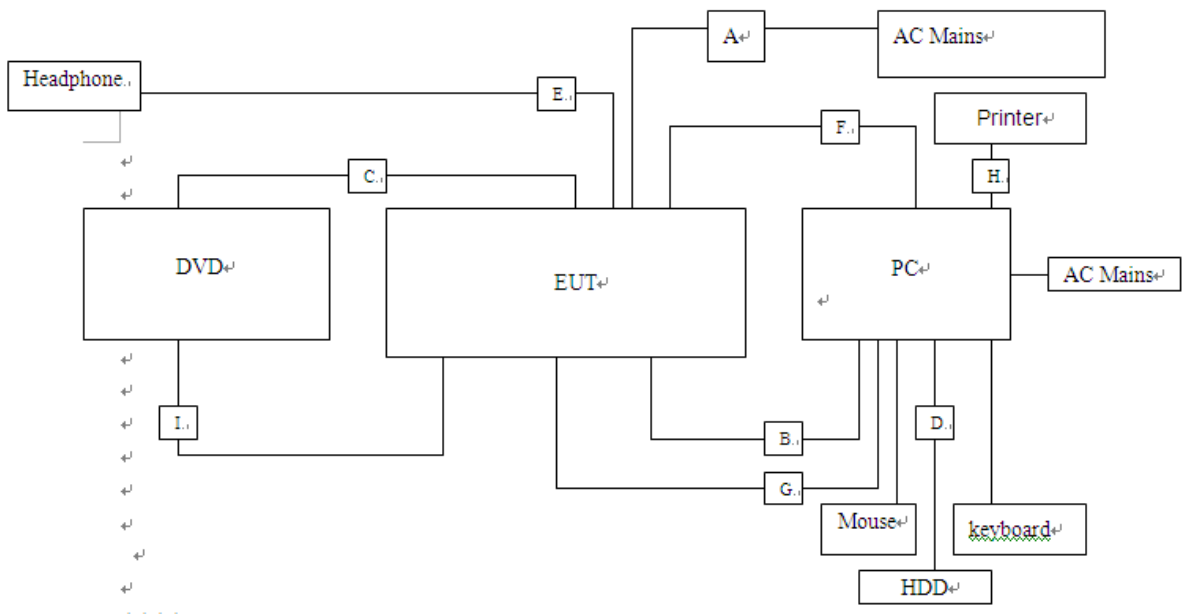 A
AC Mains
Headphone
E
Printer
F
C
H
DVD
EUT
PC
AC Mains
I
B
D
G
Mouse
keyboard
HDD